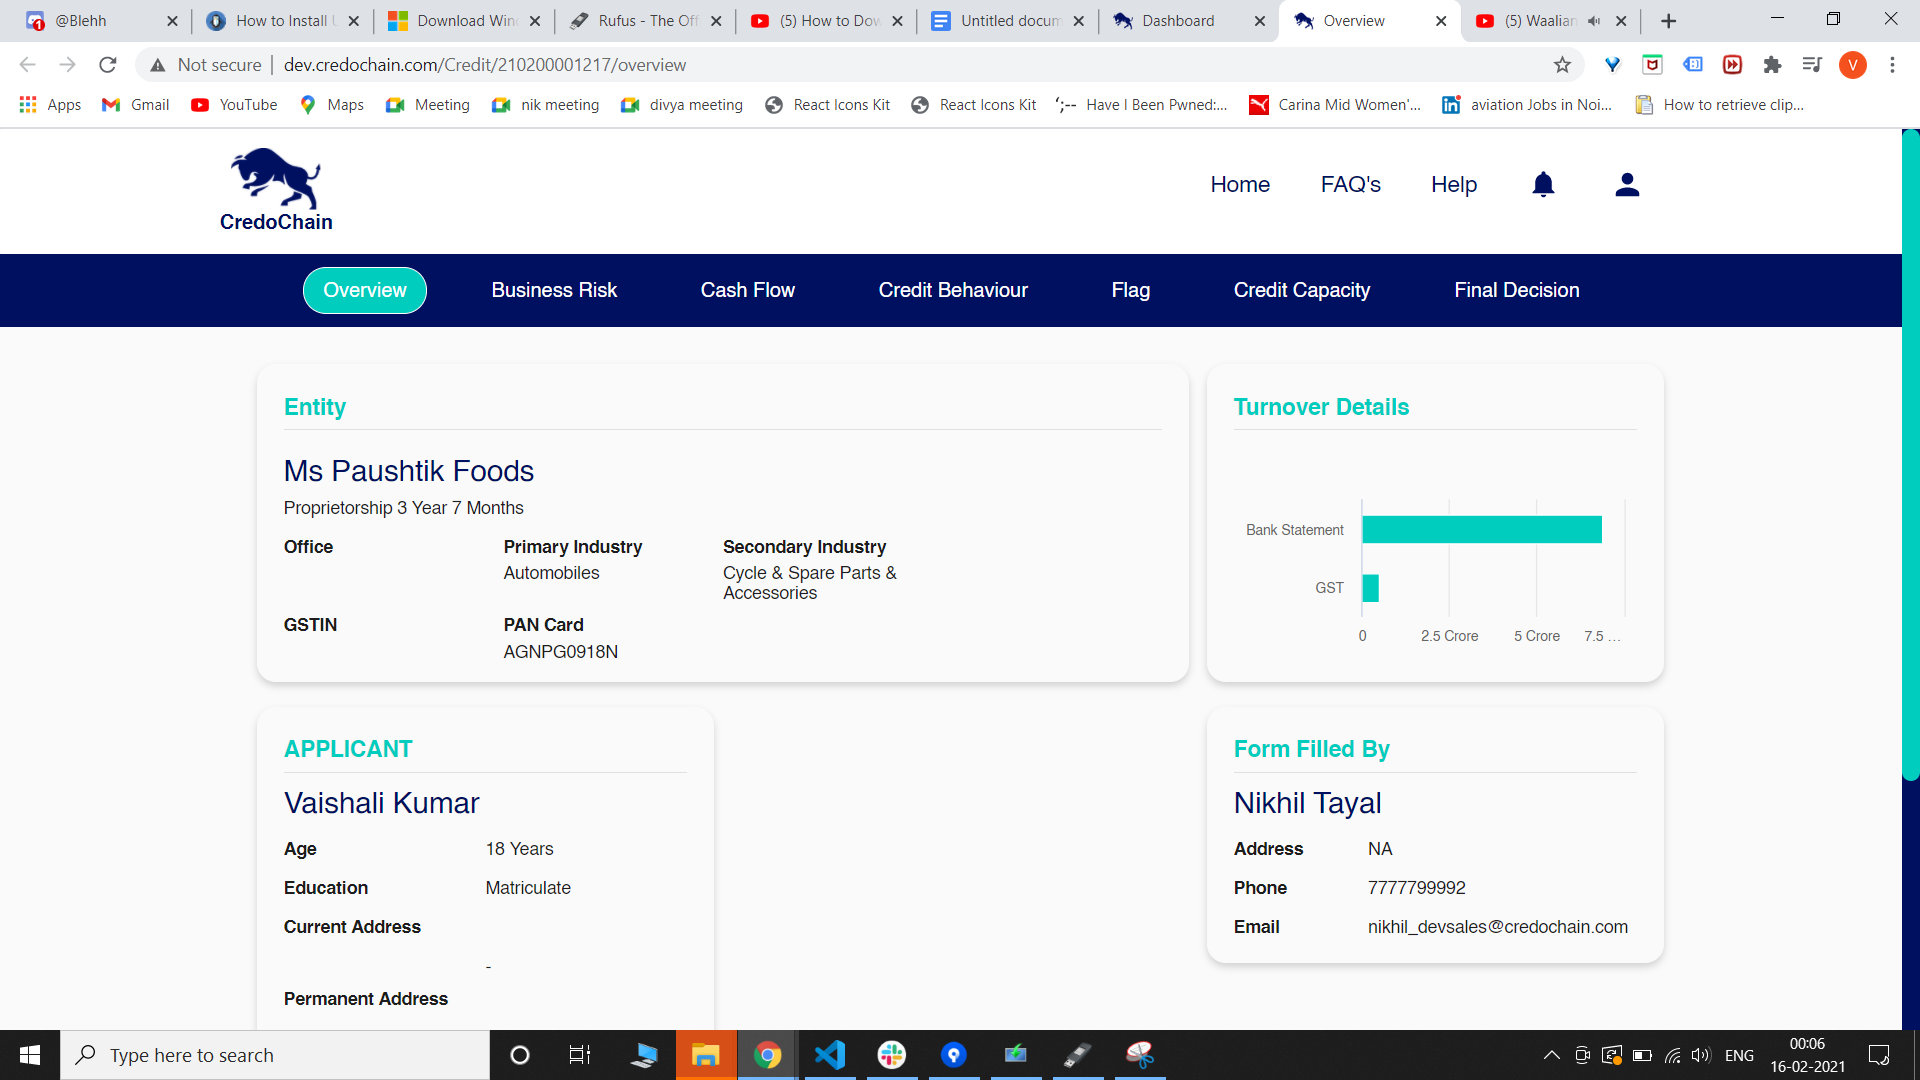 @Blehh
How to Install U
Download Win
Rufus - The Off
(5) How to Dow
Untitled docum
Dashboard
Overview
(5) Waalian
Not secure
dev.credochain.com/Credit/210200001217/overview
V
Apps
Gmail
YouTube
Maps
Meeting
nik meeting
divya meeting
React Icons Kit
React Icons Kit
Have I Been Pwned:...
Carina Mid Women'...
aviation Jobs in Noi...
How to retrieve clip...
CredoChain
Home
FAQ's
Help
Overview
Business Risk
Cash Flow
Credit Behaviour
Flag
Credit Capacity
Final Decision
Entity
Ms Paushtik Foods
Proprietorship 3 Year 7 Months
Office
Primary Industry
Automobiles
Secondary Industry
Cycle & Spare Parts &
Accessories
GSTIN
PAN Card
AGNPG0918N
Turnover Details
Bank Statement
GST
0
2.5 Crore
5 Crore
7.5 …
APPLICANT
Vaishali Kumar
Age
18 Years
Education
Matriculate
Current Address
-
Permanent Address
Form Filled By
Nikhil Tayal
Address
NA
Phone
7777799992
Email
nikhil_devsales@credochain.com
Type here to search
ENG
00:06
16-02-2021